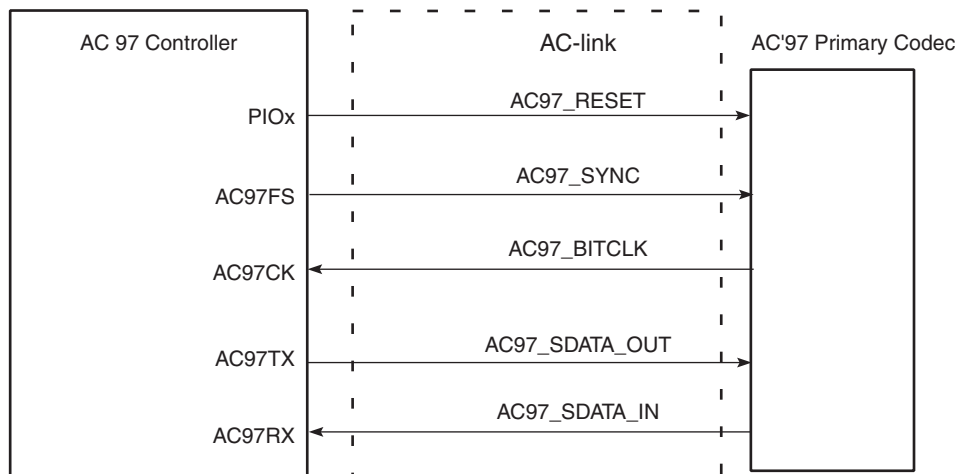 AC 97 Controller
AC-link
AC'97 Primary Codec
PIOx
AC97_RESET
AC97FS
AC97_SYNC
AC97CK
AC97_BITCLK
AC97TX
AC97_SDATA_OUT
AC97RX
AC97_SDATA_IN